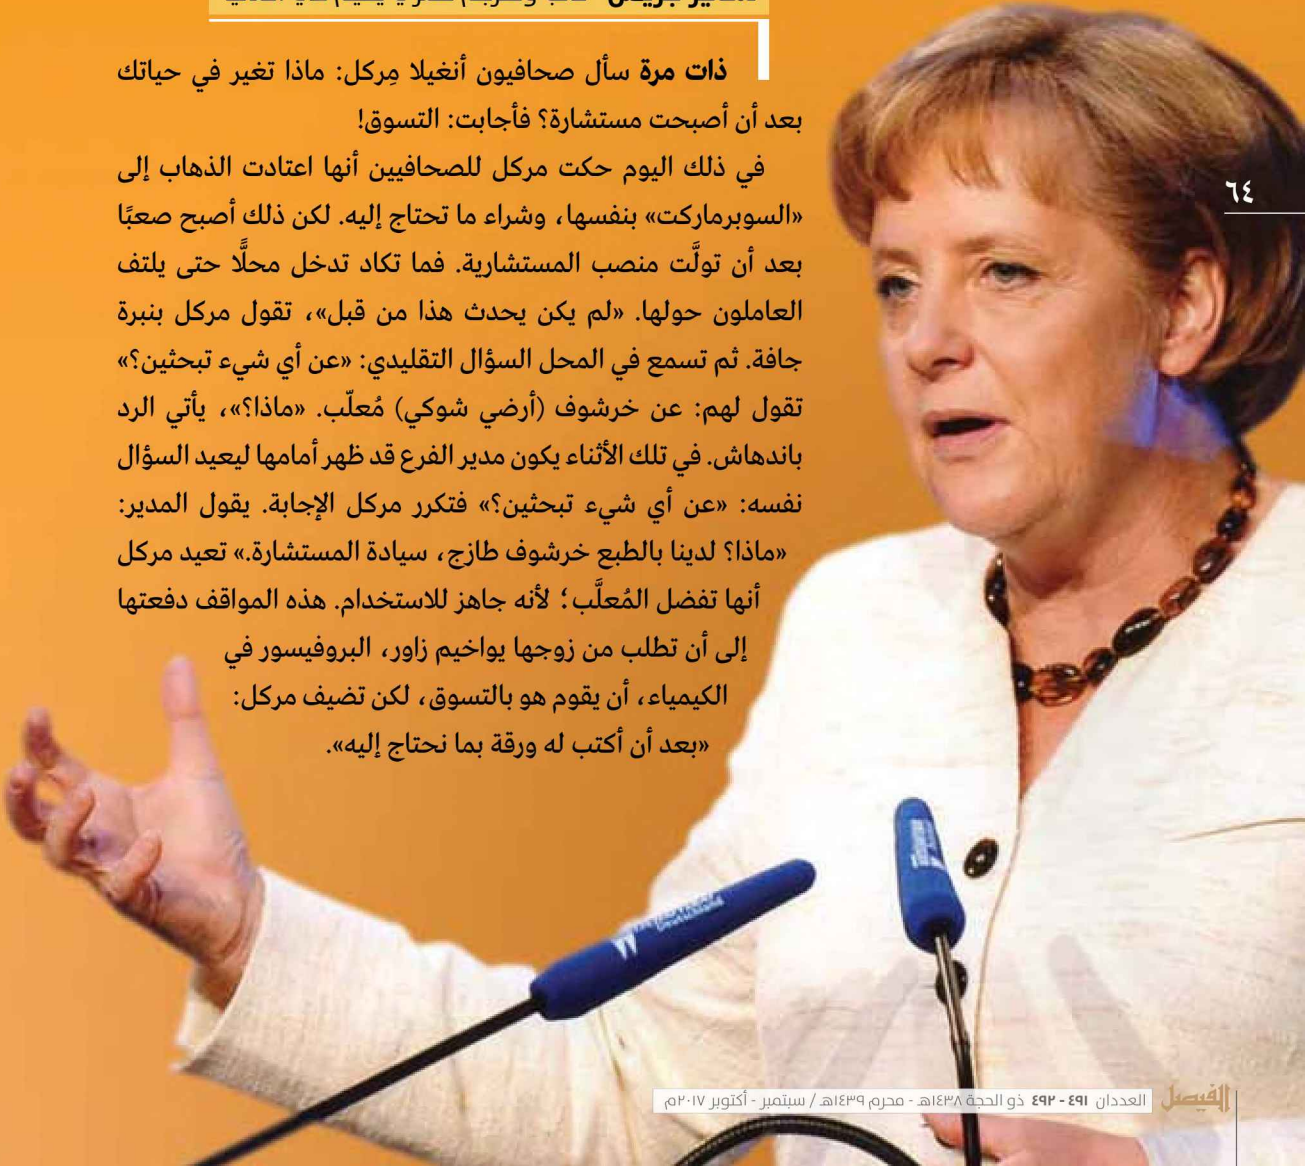 ذات مرة سأل صحافيون أنغيلا مِركل: ماذا تغير في حياتك
بعد أن أصبحت مستشارة؟ فأجابت: التسوق!
في ذلك اليوم حكت مركل للصحافيين أنها اعتادت الذهاب إلى
«السوبرماركت» بنفسها، وشراء ما تحتاج إليه. لكن ذلك أصبح صعبًا
بعد أن تولَّت منصب المستشارية. فما تكاد تدخل محلًّا حتى يلتف
العاملون حولها. «لم يكن يحدث هذا من قبل»، تقول مركل بنبرة
جافة. ثم تسمع في المحل السؤال التقليدي: «عن أي شيء تبحثين؟»
تقول لهم: عن خرشوف (أرضي شوكي) مُعلّب. «ماذا؟»، يأتي الرد
باندهاش. في تلك الأثناء يكون مدير الفرع قد ظهر أمامها ليعيد السؤال
نفسه: «عن أي شيء تبحثين؟» فتكرر مركل الإجابة. يقول المدير:
«ماذا؟ لدينا بالطبع خرشوف طازج، سيادة المستشارة.» تعيد مركل
أنها تفضل المُعلَّب؛ لأنه جاهز للاستخدام. هذه المواقف دفعتها
إلى أن تطلب من زوجها يواخيم زاور، البروفيسور في
الكيمياء، أن يقوم هو بالتسوق، لكن تضيف مركل:
«بعد أن أكتب له ورقة بما نحتاج إليه».
٦٤
Deutschland
الفيصل العددان ٤٩١ - ٤٩٢ ذو الحجة ١٤٣٨هـ - محرم ١٤٣٩هـ / سبتمبر - أكتوبر ٢٠١٧م